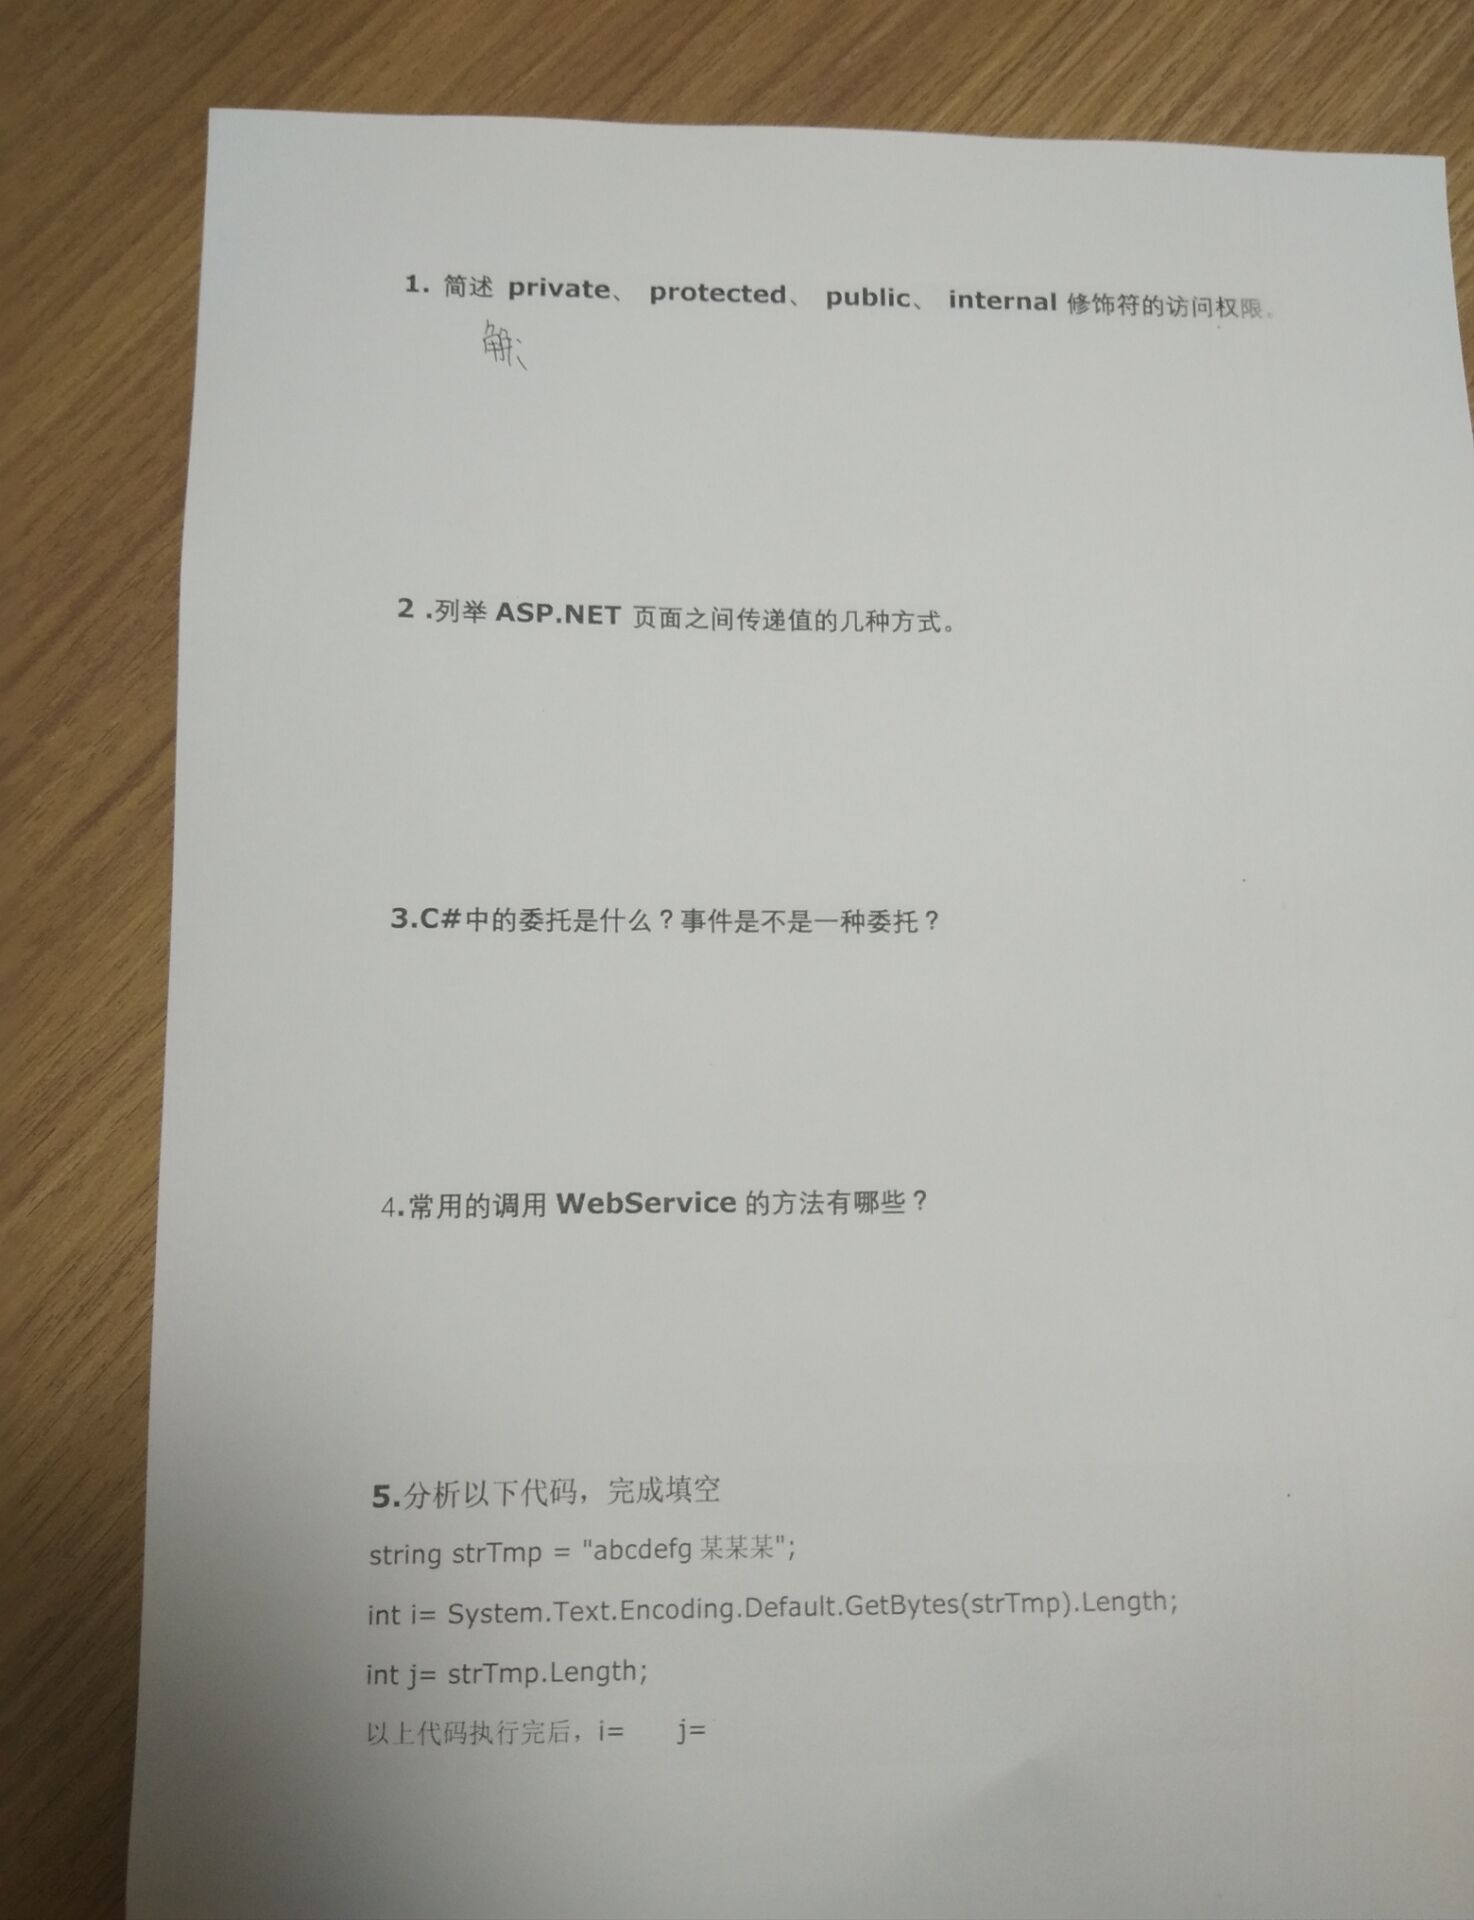 1. 简述 private、 protected、 public、 internal 修饰符的访问权限。
解:
2 .列举 ASP.NET 页面之间传递值的几种方式。
3.C#中的委托是什么？事件是不是一种委托？
4.常用的调用 WebService 的方法有哪些？
5.分析以下代码，完成填空
string strTmp = "abcdefg 某某某";
int i= System.Text.Encoding.Default.GetBytes(strTmp).Length;
int j= strTmp.Length;
以上代码执行完后，i= j=